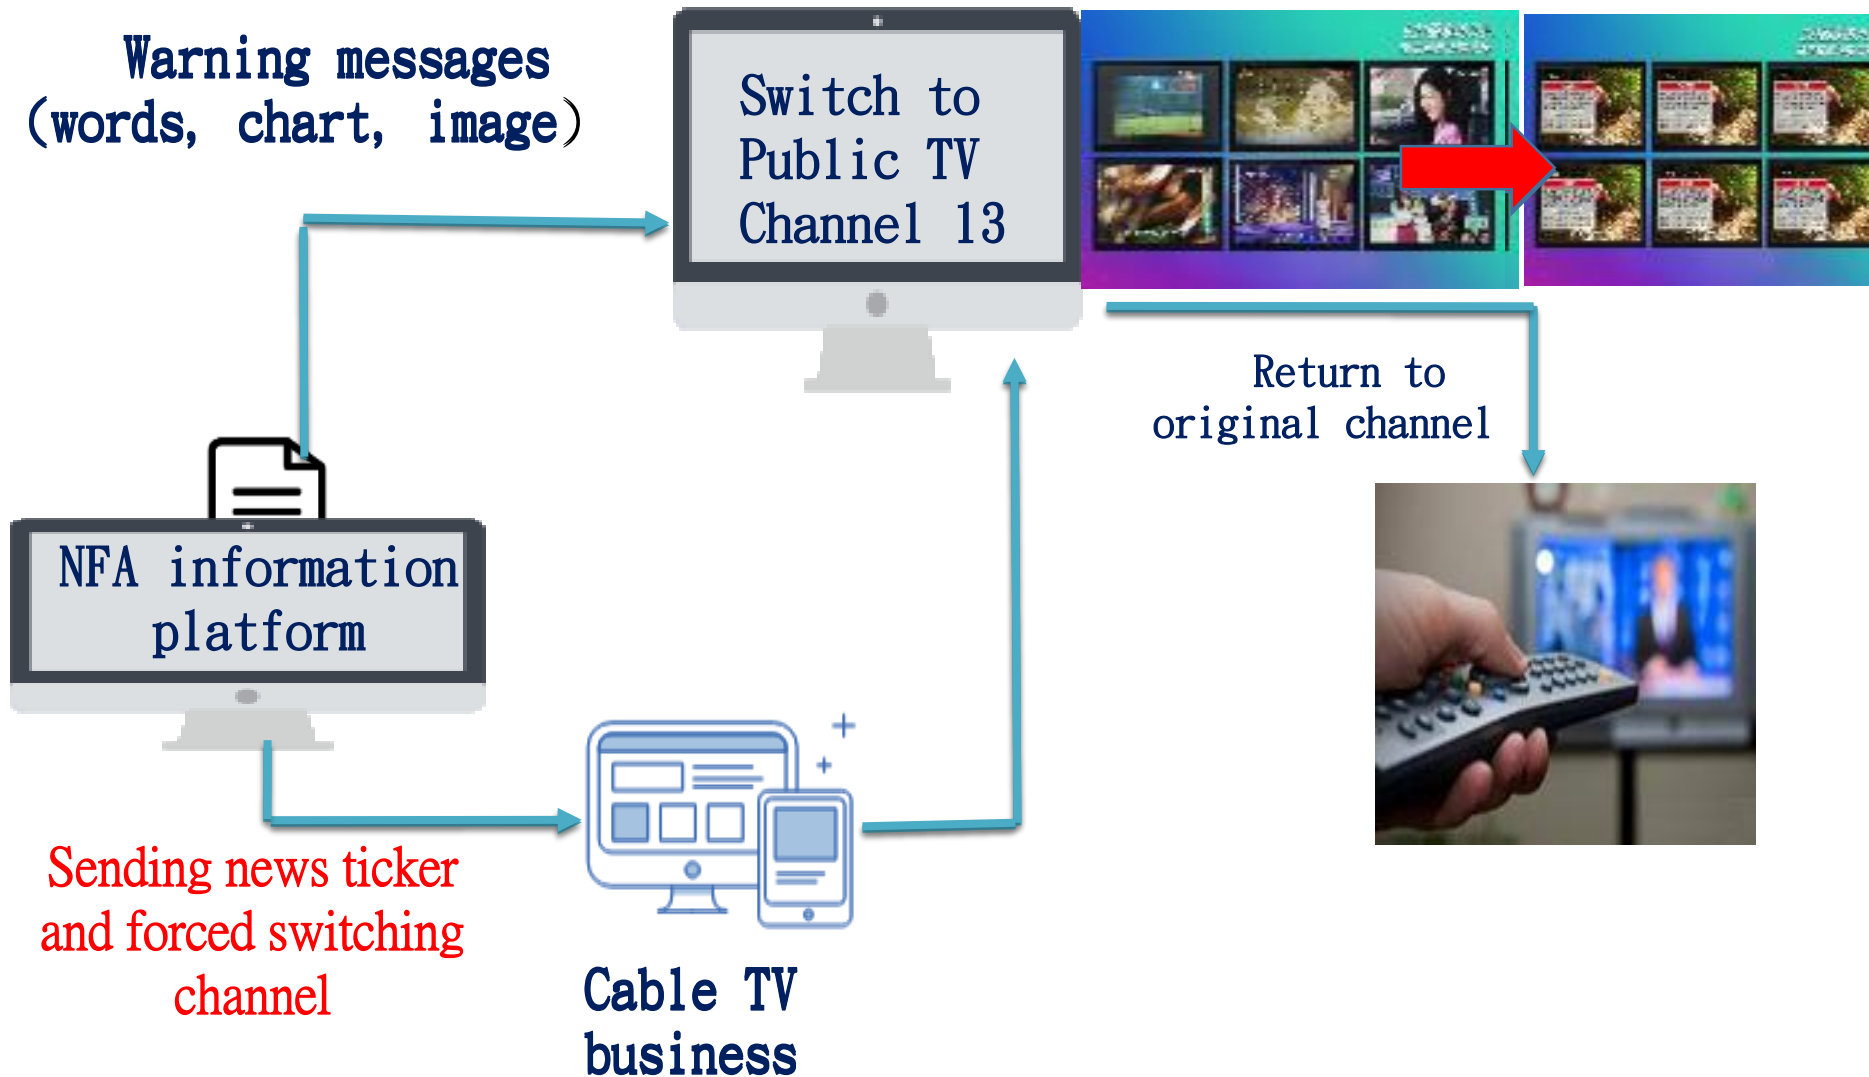 Warning messages
(words, chart, image)
Switch to
Public TV
Channel 13
Return to
original channel
NFA information
platform
Sending news ticker
and forced switching
channel
Cable TV
business